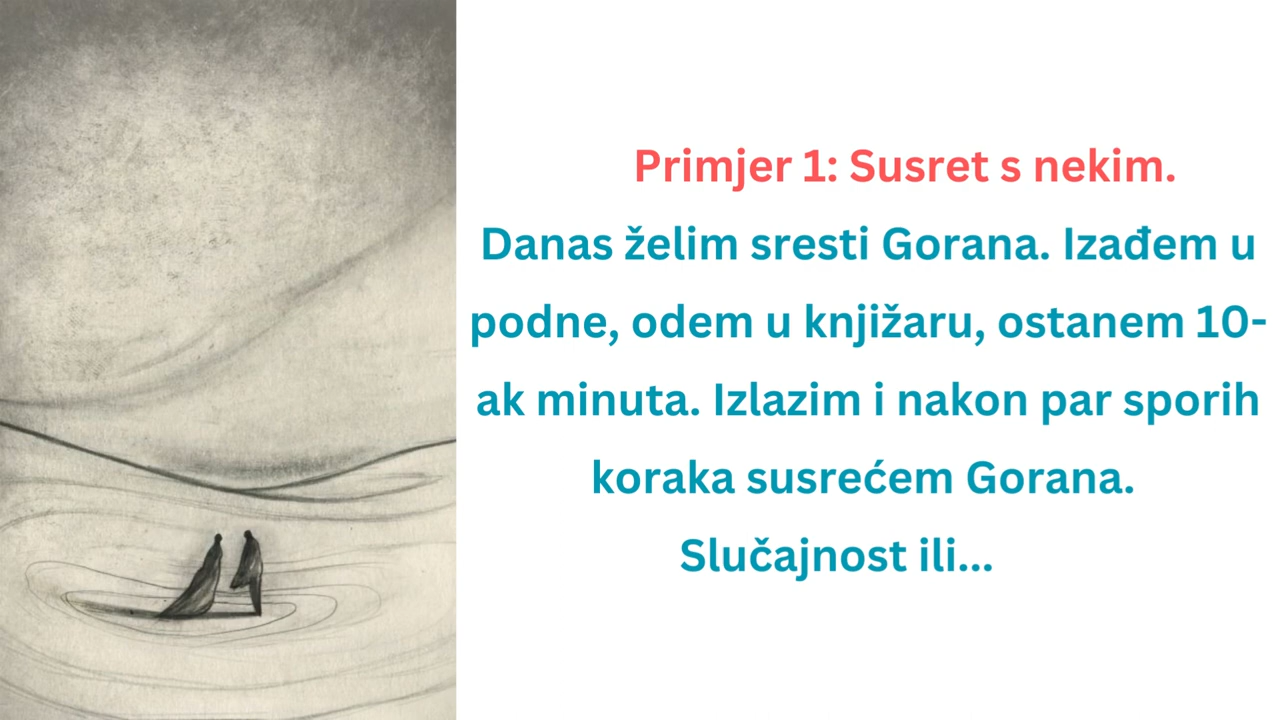 Primjer 1: Susret s nekim.
Danas želim sresti Gorana. Izađem u
podne, odem u knjižaru, ostanem 10-
ak minuta. Izlazim i nakon par sporih
koraka susrećem Gorana.
Slučajnost ili...